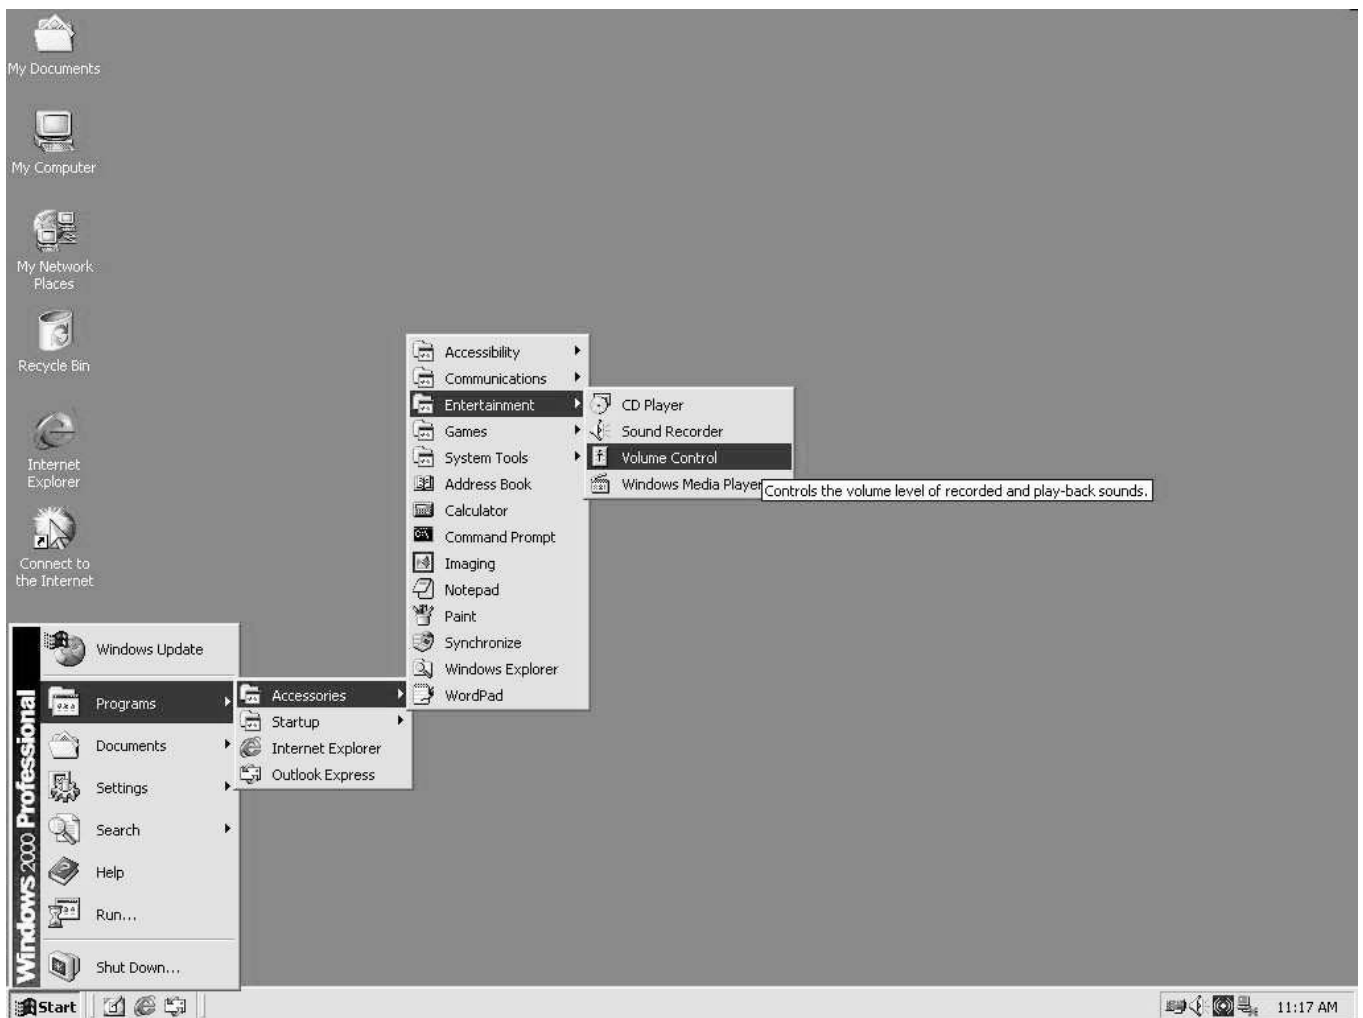 My Documents
My Computer
My Network
Places
Recycle Bin
Internet
Explorer
Connect to
the Internet
Windows 2000 Professional
Windows Update
Programs
Documents
Settings
Search
Help
Run...
Shut Down...
Accessories
Startup
Internet Explorer
Outlook Express
Accessibility
Communications
Entertainment
Games
System Tools
Address Book
Calculator
Command Prompt
Imaging
Notepad
Paint
Synchronize
Windows Explorer
WordPad
CD Player
Sound Recorder
Volume Control
Windows Media Player
Controls the volume level of recorded and play-back sounds.
Start
11:17 AM